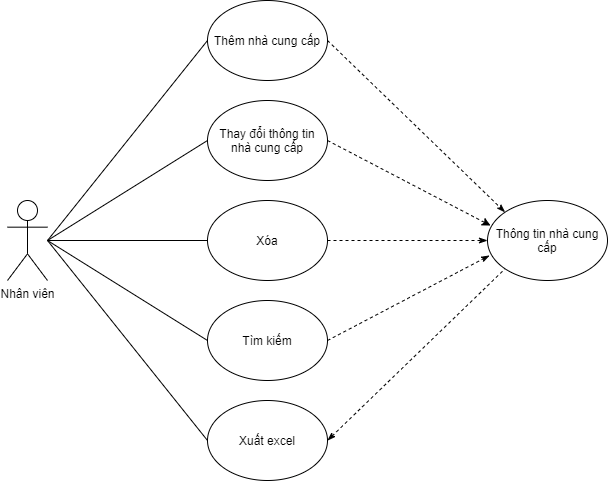 Thêm nhà cung cấp
Thay đổi thông tin
nhà cung cấp
Xóa
Thông tin nhà cung
cấp
Nhân viên
Tìm kiếm
Xuất excel